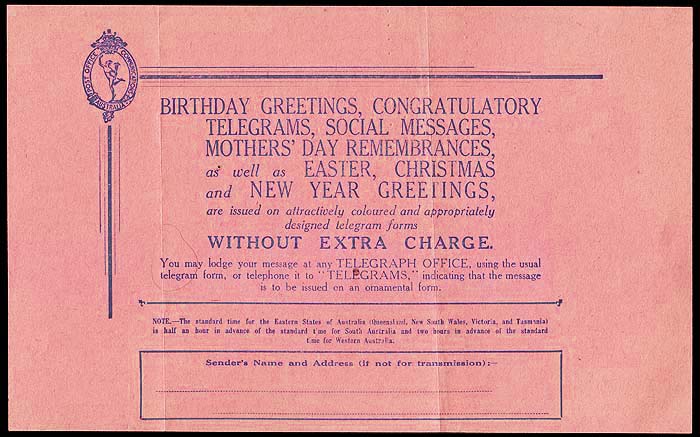 POST OFFICE COMMUNICATIONS
AUSTRALIA
BIRTHDAY GREETINGS, CONGRATULATORY
TELEGRAMS, SOCIAL MESSAGES,
MOTHERS' DAY REMEMBRANCES,
as well as EASTER, CHRISTMAS
and NEW YEAR GREETINGS,
are issued on attractively coloured and appropriately
designed telegram forms
WITHOUT EXTRA CHARGE.
You may lodge your message at any TELEGRAPH OFFICE, using the usual
telegram form, or telephone it to "TELEGRAMS," indicating that the message
is to be issued on an ornamental form.
NOTE.—The standard time for the Eastern States of Australia (Queensland, New South Wales, Victoria, and Tasmania)
is half an hour in advance of the standard time for South Australia and two hours in advance of the standard
time for Western Australia.
Sender's Name and Address (if not for transmission):—